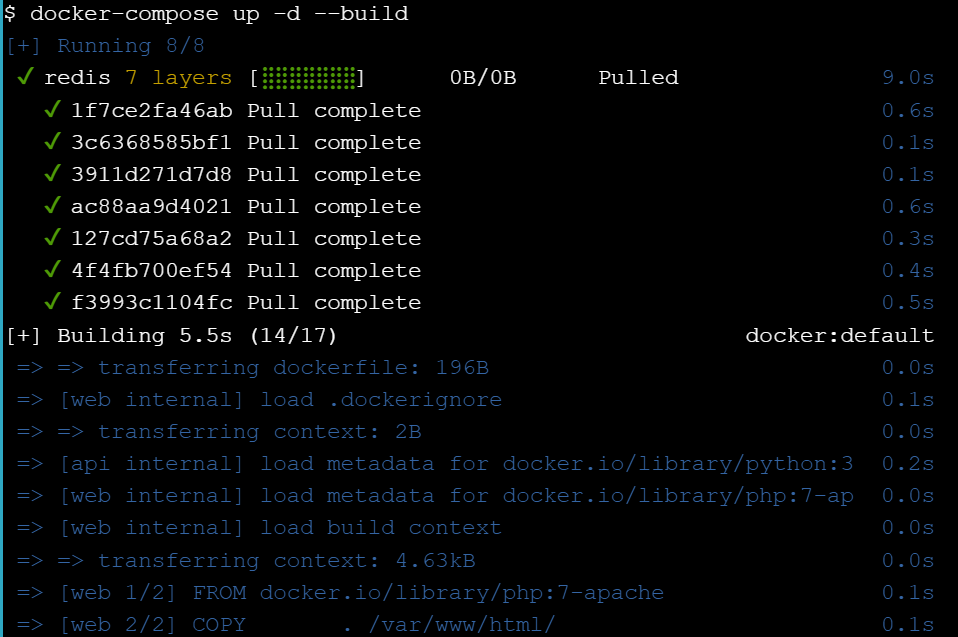 $ docker-compose up -d --build
[+] Running 8/8
✔ redis 7 layers [⣿⣿⣿⣿⣿⣿⣿] 0B/0B Pulled 9.0s
✔ 1f7ce2fa46ab Pull complete 0.6s
✔ 3c6368585bf1 Pull complete 0.1s
✔ 3911d271d7d8 Pull complete 0.1s
✔ ac88aa9d4021 Pull complete 0.6s
✔ 127cd75a68a2 Pull complete 0.3s
✔ 4f4fb700ef54 Pull complete 0.4s
✔ f3993c1104fc Pull complete 0.5s
[+] Building 5.5s (14/17) docker:default
=> => transferring dockerfile: 196B 0.0s
=> [web internal] load .dockerignore 0.1s
=> => transferring context: 2B 0.0s
=> [api internal] load metadata for docker.io/library/python:3 0.2s
=> [web internal] load metadata for docker.io/library/php:7-ap 0.0s
=> [web internal] load build context 0.0s
=> => transferring context: 4.63kB 0.0s
=> [web 1/2] FROM docker.io/library/php:7-apache 0.1s
=> [web 2/2] COPY . /var/www/html/ 0.1s